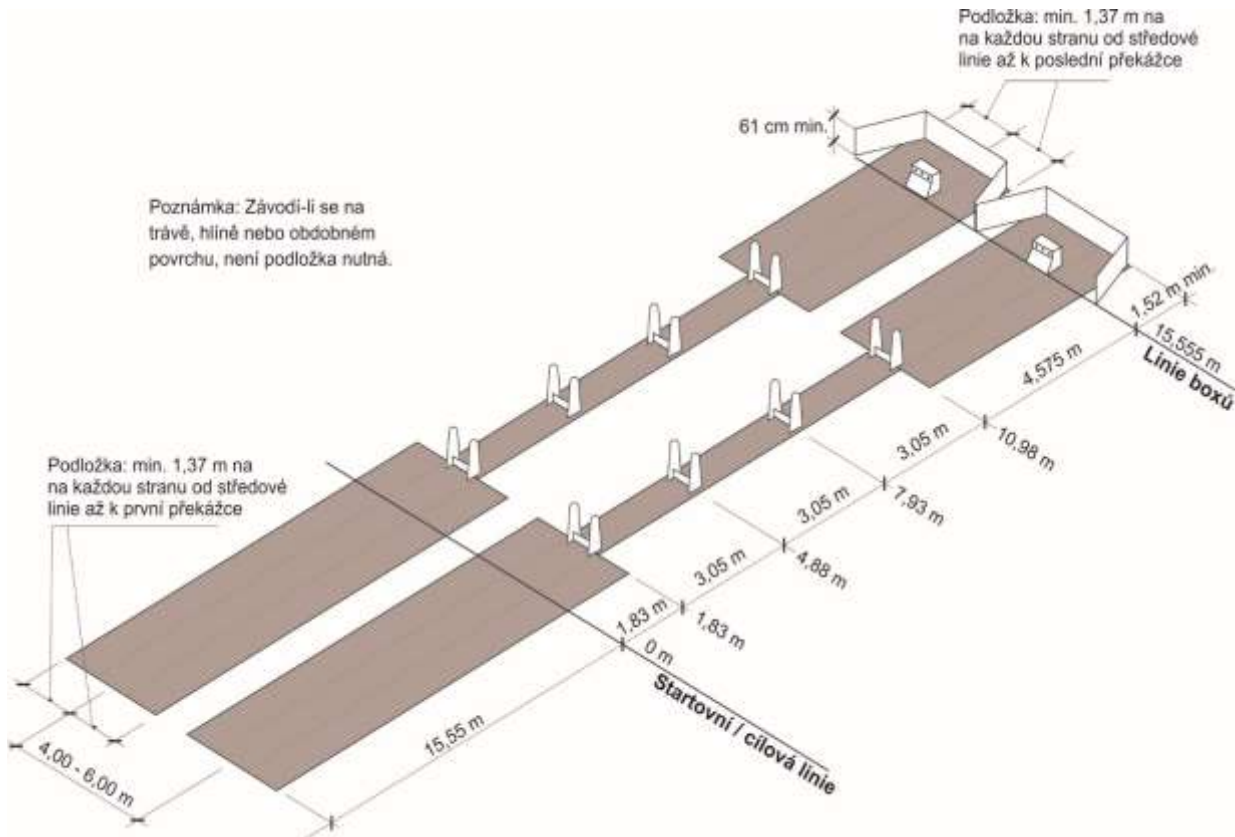 Podložka: min. 1,37 m na
na každou stranu od středové
linie až k poslední překážce
61 cm min.
Poznámka: Závodí-li se na
trávě, hlíně nebo obdobném
povrchu, není podložka nutná.
1,52 m min.
15,555 m
Linie boxů
4,575 m
10,98 m
3,05 m
7,93 m
3,05 m
4,88 m
3,05 m
1,83 m
1,83 m
0 m
Startovní / cílová linie
Podložka: min. 1,37 m na
na každou stranu od středové
linie až k první překážce
15,55 m
4,00 - 6,00 m